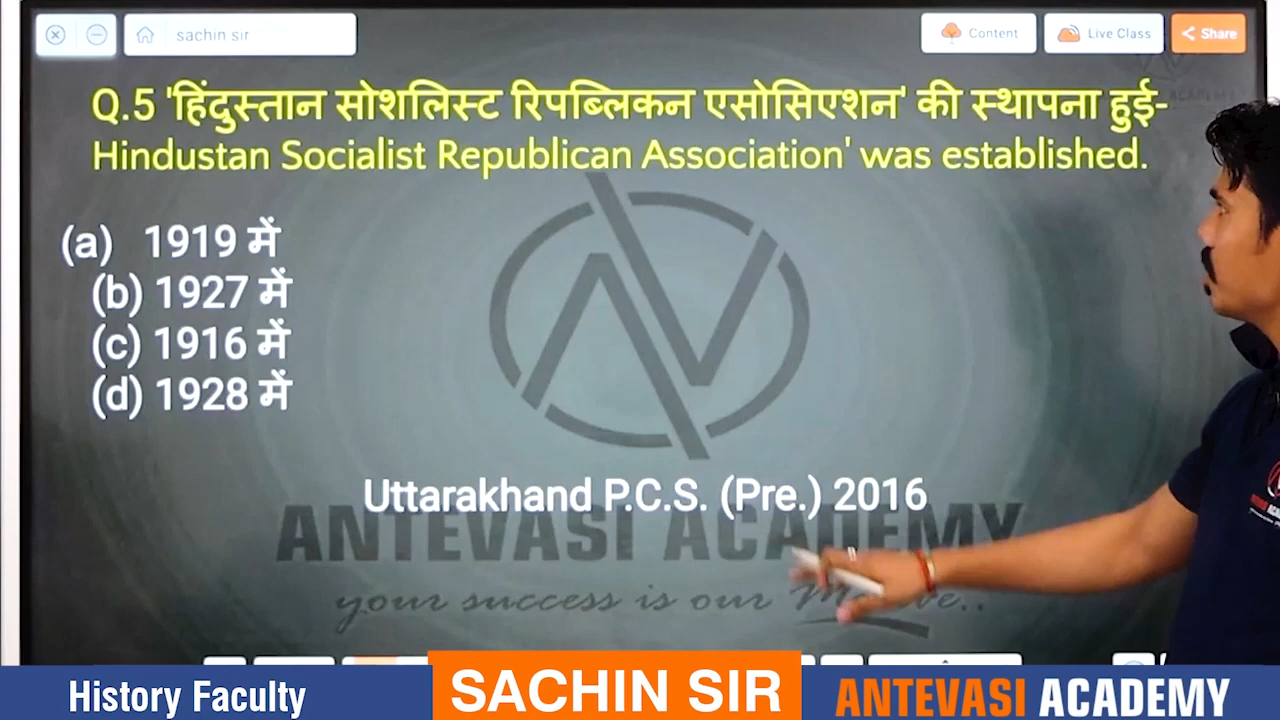 sachin sir
Content
Live Class
Share
Q.5 'हिंदुस्तान सोशलिस्ट रिपब्लिकन एसोसिएशन' की स्थापना हुई-
Hindustan Socialist Republican Association' was established.
(a) 1919 में
(b) 1927 में
(c) 1916 में
(d) 1928 में
Uttarakhand P.C.S. (Pre.) 2016
ANTEVASI ACADEMY
your success is our
History Faculty
SACHIN SIR
ANTEVASI ACADEMY